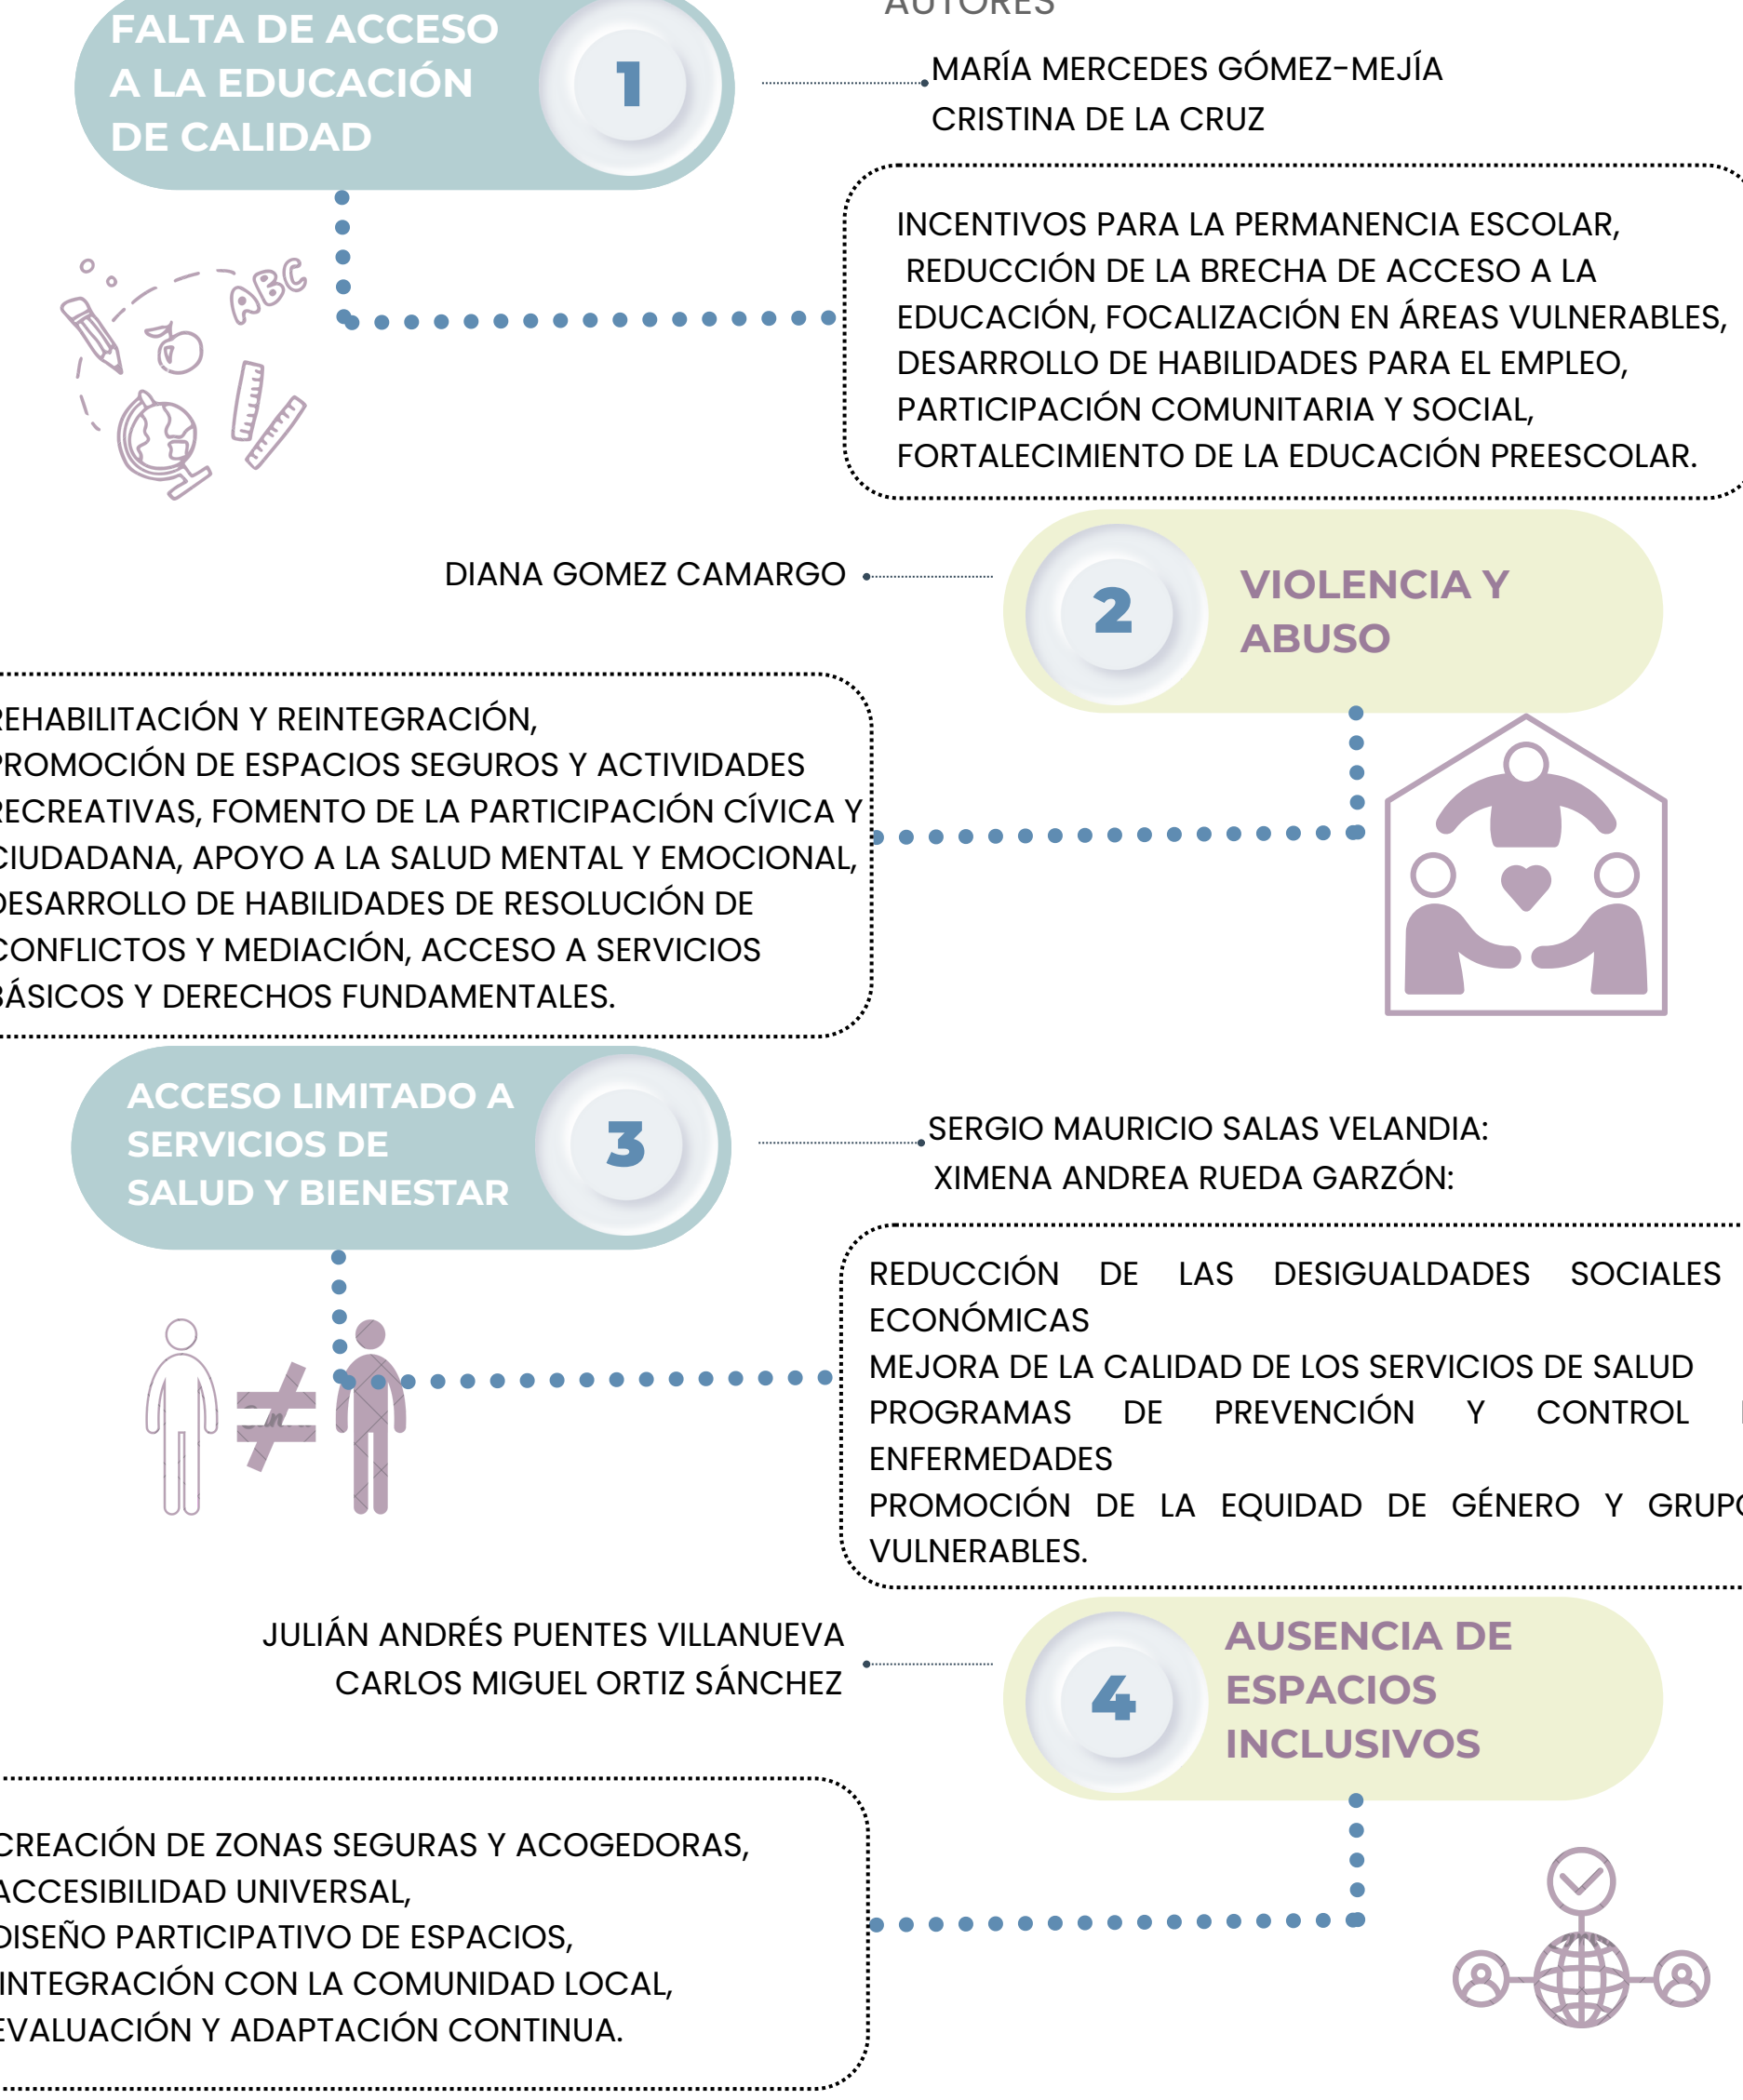 AUTORES
FALTA DE ACCESO
A LA EDUCACIÓN
DE CALIDAD
1
MARÍA MERCEDES GÓMEZ-MEJÍA
CRISTINA DE LA CRUZ
ABC
INCENTIVOS PARA LA PERMANENCIA ESCOLAR,
REDUCCIÓN DE LA BRECHA DE ACCESO A LA
EDUCACIÓN, FOCALIZACIÓN EN ÁREAS VULNERABLES,
DESARROLLO DE HABILIDADES PARA EL EMPLEO,
PARTICIPACIÓN COMUNITARIA Y SOCIAL,
FORTALECIMIENTO DE LA EDUCACIÓN PREESCOLAR.
DIANA GOMEZ CAMARGO
2
VIOLENCIA Y
ABUSO
REHABILITACIÓN Y REINTEGRACIÓN,
PROMOCIÓN DE ESPACIOS SEGUROS Y ACTIVIDADES
RECREATIVAS, FOMENTO DE LA PARTICIPACIÓN CÍVICA Y
CIUDADANA, APOYO A LA SALUD MENTAL Y EMOCIONAL,
DESARROLLO DE HABILIDADES DE RESOLUCIÓN DE
CONFLICTOS Y MEDIACIÓN, ACCESO A SERVICIOS
BÁSICOS Y DERECHOS FUNDAMENTALES.
ACCESO LIMITADO A
SERVICIOS DE
SALUD Y BIENESTAR
3
SERGIO MAURICIO SALAS VELANDIA:
XIMENA ANDREA RUEDA GARZÓN:
REDUCCIÓN DE LAS DESIGUALDADES SOCIALES
ECONÓMICAS
MEJORA DE LA CALIDAD DE LOS SERVICIOS DE SALUD
PROGRAMAS DE PREVENCIÓN Y CONTROL
ENFERMEDADES
PROMOCIÓN DE LA EQUIDAD DE GÉNERO Y GRUPO
VULNERABLES.
JULIÁN ANDRÉS PUENTES VILLANUEVA
CARLOS MIGUEL ORTIZ SÁNCHEZ
4
AUSENCIA DE
ESPACIOS
INCLUSIVOS
CREACIÓN DE ZONAS SEGURAS Y ACOGEDORAS,
ACCESIBILIDAD UNIVERSAL,
DISEÑO PARTICIPATIVO DE ESPACIOS,
INTEGRACIÓN CON LA COMUNIDAD LOCAL,
EVALUACIÓN Y ADAPTACIÓN CONTINUA.